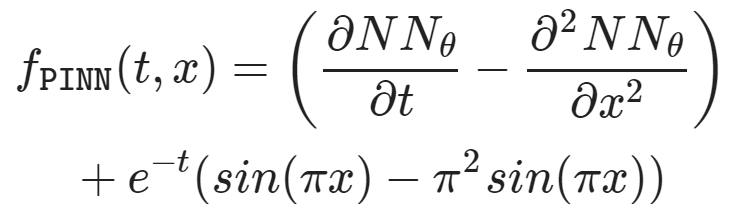 f_PINN(t, x) = (∂NN_θ/∂t − ∂²NN_θ/∂x²)
+ e^{−t}(sin(πx) − π² sin(πx))